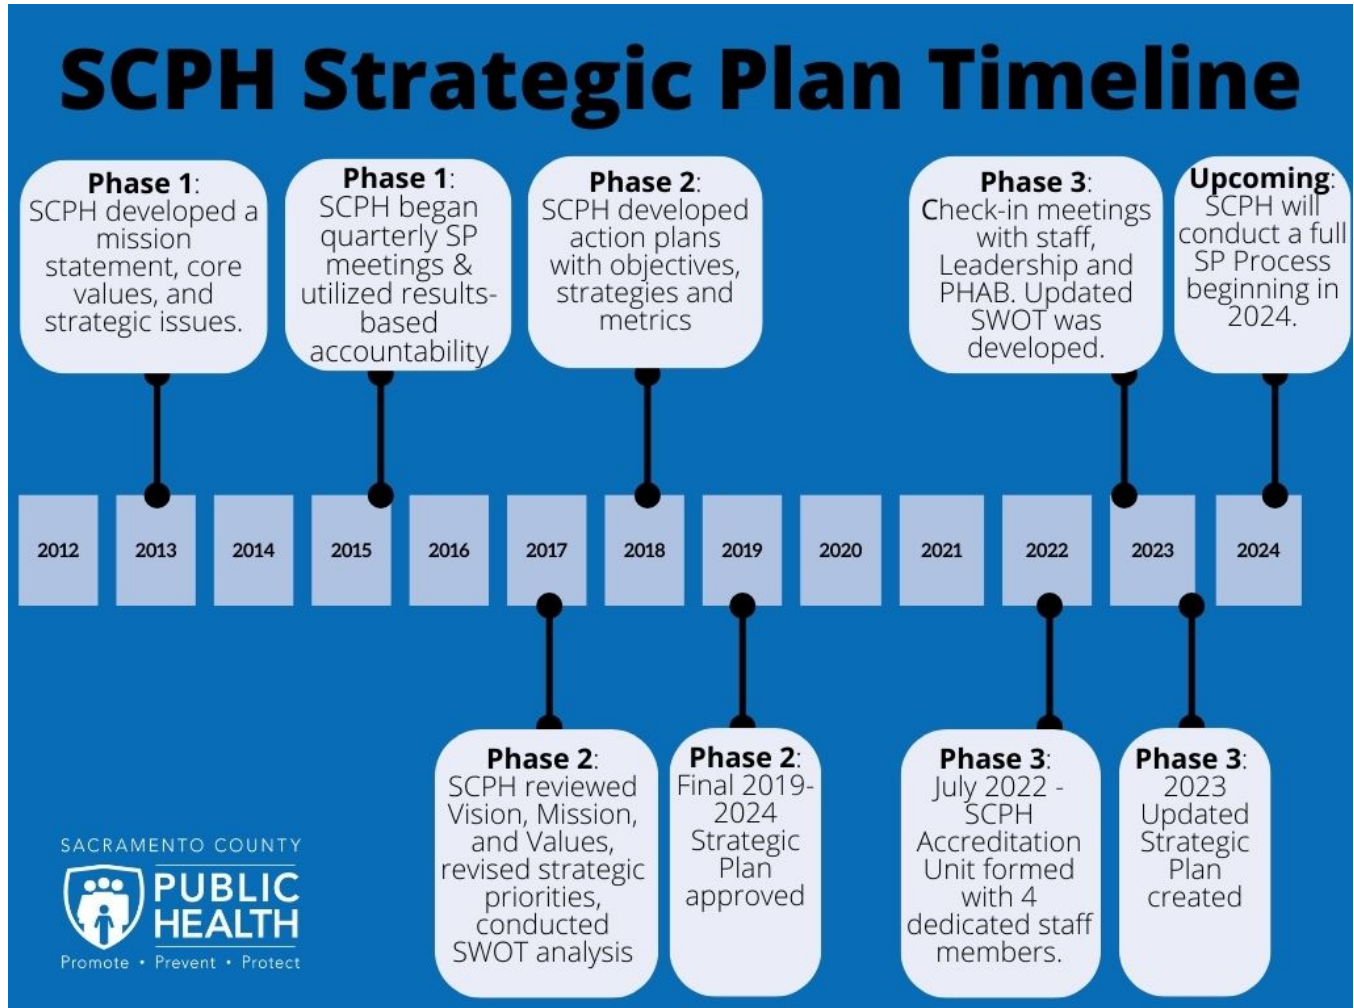 SCPH Strategic Plan Timeline
Phase 1:
SCPH developed a
mission
statement, core
values, and
strategic issues.
Phase 1:
SCPH began
quarterly SP
meetings &
utilized results-
based
accountability
Phase 2:
SCPH developed
action plans
with objectives,
strategies and
metrics
Phase 3:
Check-in meetings
with staff,
Leadership and
PHAB. Updated
SWOT was
developed.
Upcoming:
SCPH will
conduct a full
SP Process
beginning in
2024.
2012
2013
2014
2015
2016
2017
2018
2019
2020
2021
2022
2023
2024
Phase 2:
SCPH reviewed
Vision, Mission,
and Values,
revised strategic
priorities,
conducted
SWOT analysis
Phase 2:
Final 2019-
2024
Strategic
Plan
approved
Phase 3:
July 2022 -
SCPH
Accreditation
Unit formed
with 4
dedicated staff
members.
Phase 3:
2023
Updated
Strategic
Plan
created
SACRAMENTO COUNTY
PUBLIC
HEALTH
Promote • Prevent • Protect